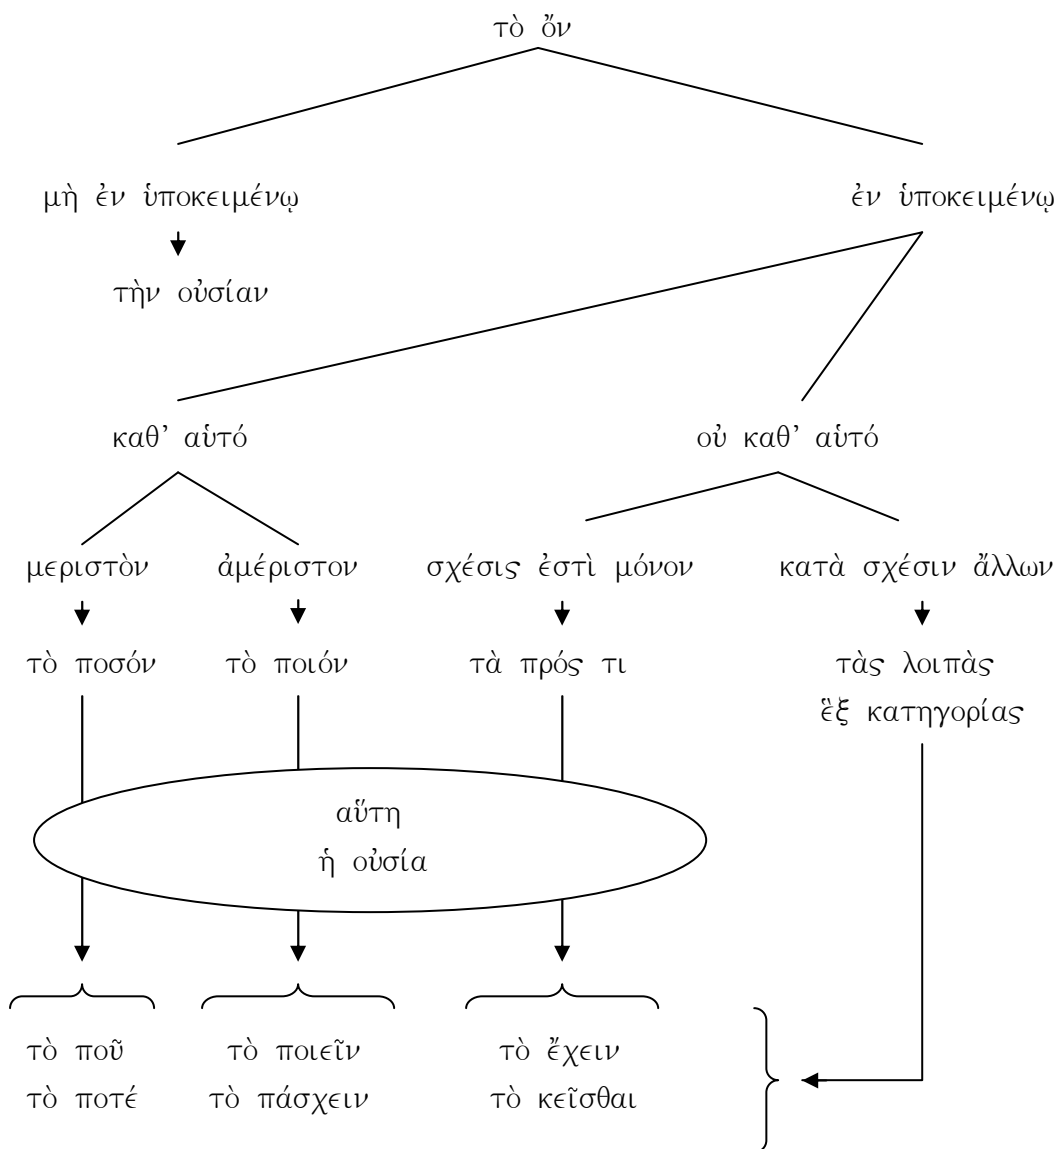 τὸ ὄν
μὴ ἐν ὑποκειμένῳ
ἐν ὑποκειμένῳ
τὴν οὐσίαν
καθ’ αὑτό
οὐ καθ’ αὑτό
μεριστὸν
ἀμέριστον
σχέσις ἐστὶ μόνον
κατὰ σχέσιν ἄλλων
τὸ ποσόν
τὸ ποιόν
τὰ πρός τι
τὰς λοιπὰς
ἓξ κατηγορίας
αὕτη
ἡ οὐσία
τὸ ποῦ
τὸ ποτέ
τὸ ποιεῖν
τὸ πάσχειν
τὸ ἔχειν
τὸ κεῖσθαι